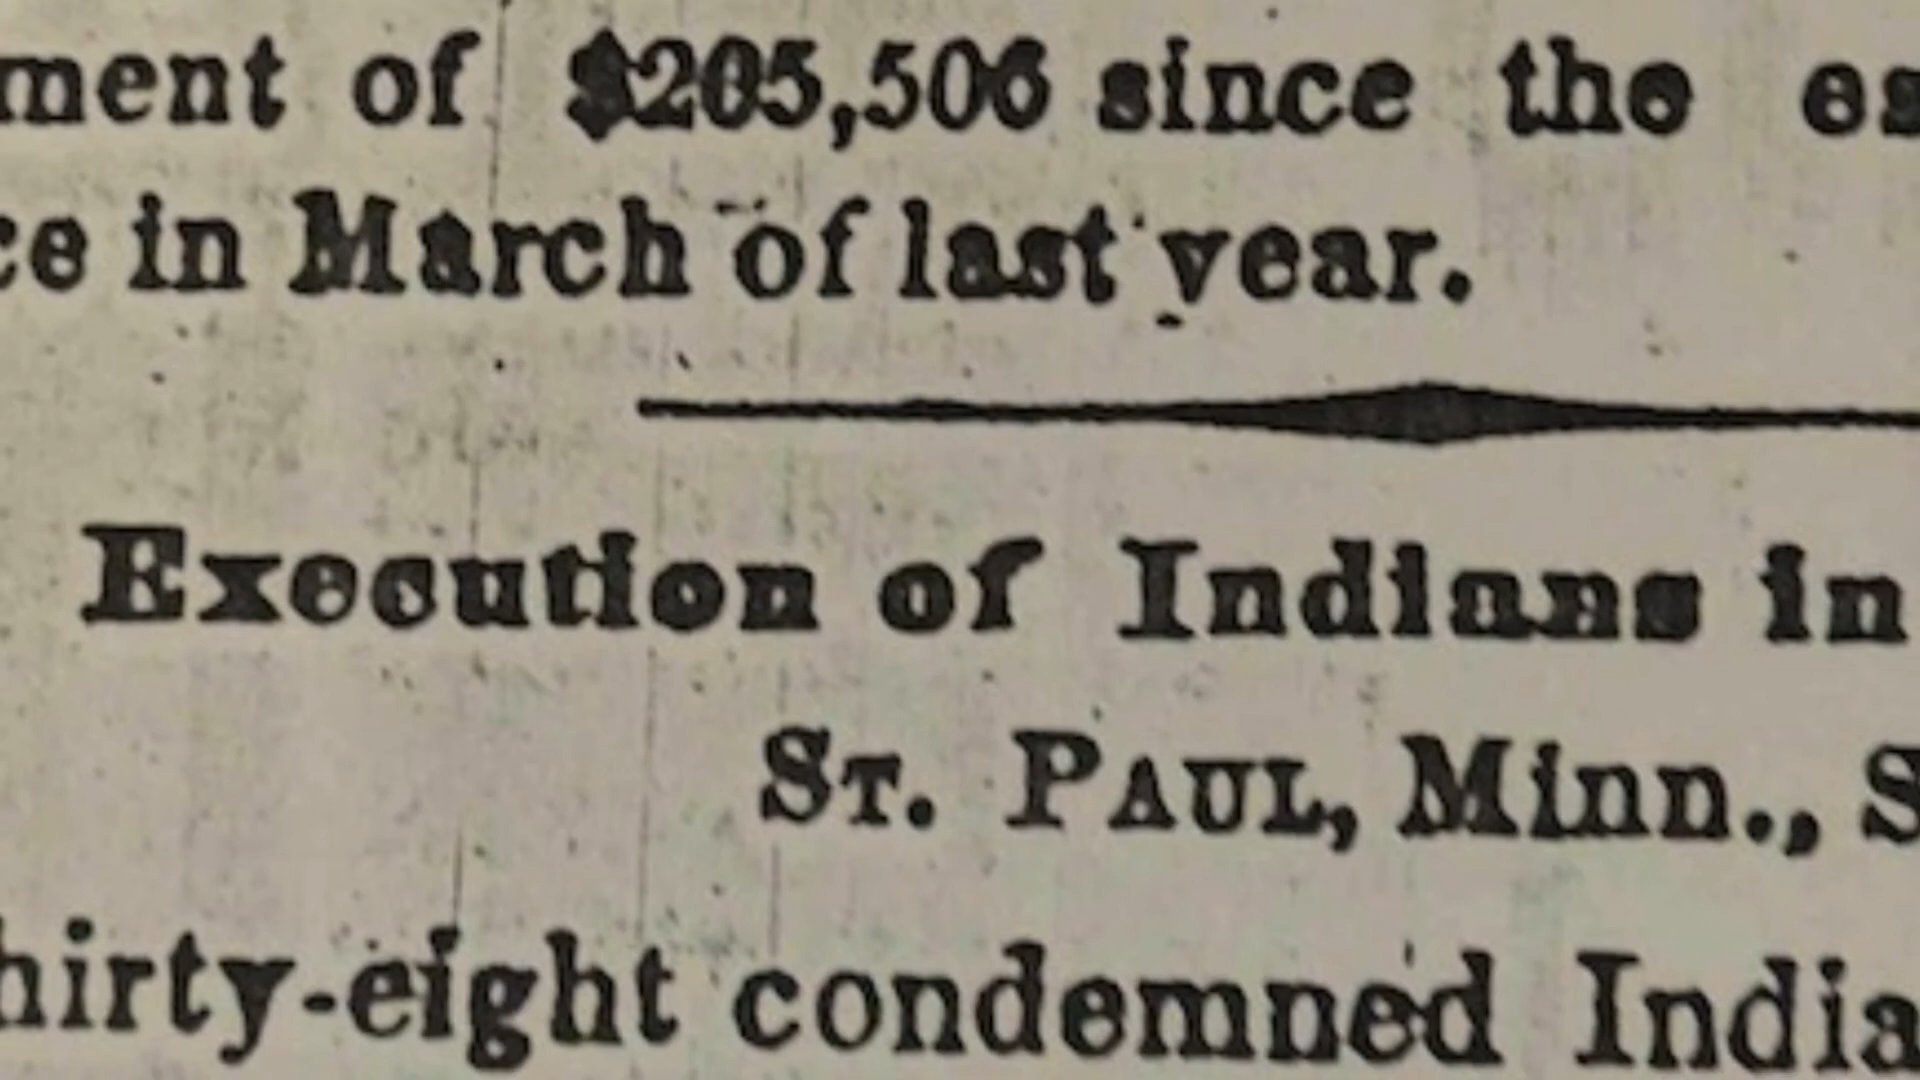 ment of $205,506 since the es
ce in March of last year.
Execution of Indians in
ST. PAUL, Minn., S
hirty-eight condemned India